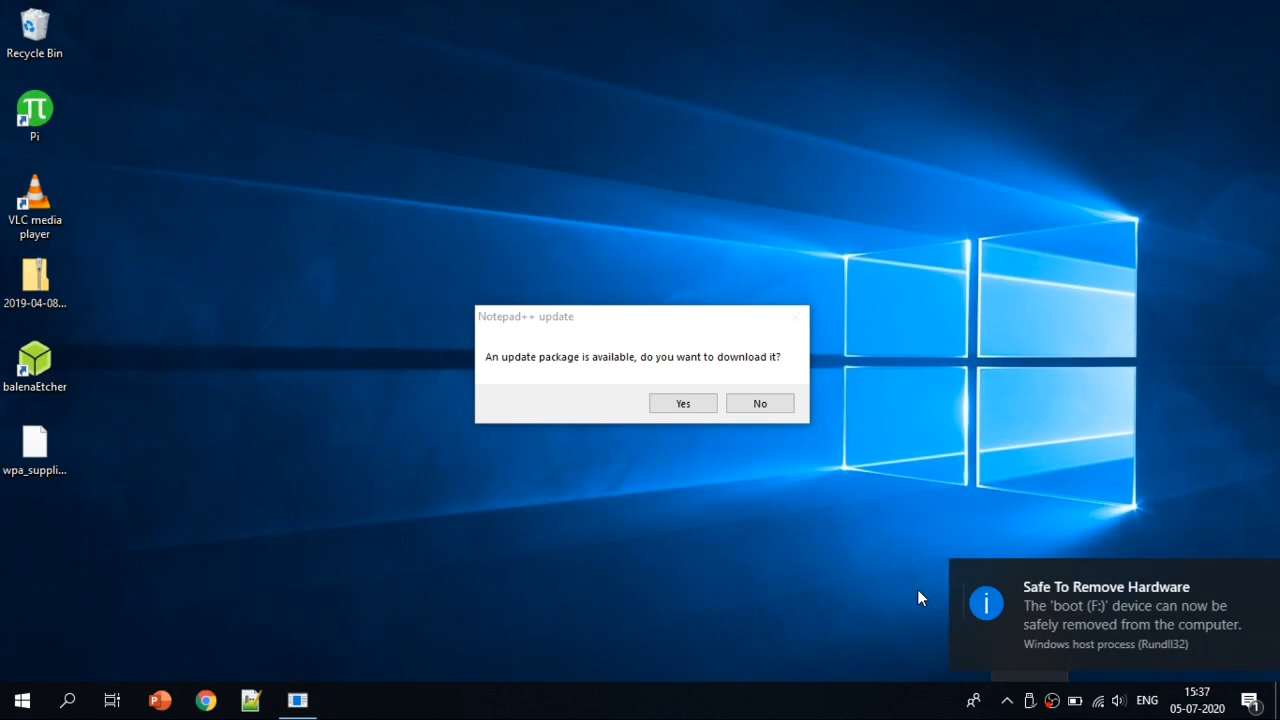 Recycle Bin
Pi
VLC media
player
2019-04-08...
balenaEtcher
wpa_suppli...
Notepad++ update
An update package is available, do you want to download it?
Yes
No
Safe To Remove Hardware
The 'boot (F:)' device can now be
safely removed from the computer.
Windows host process (Rundll32)
ENG
15:37
05-07-2020
1